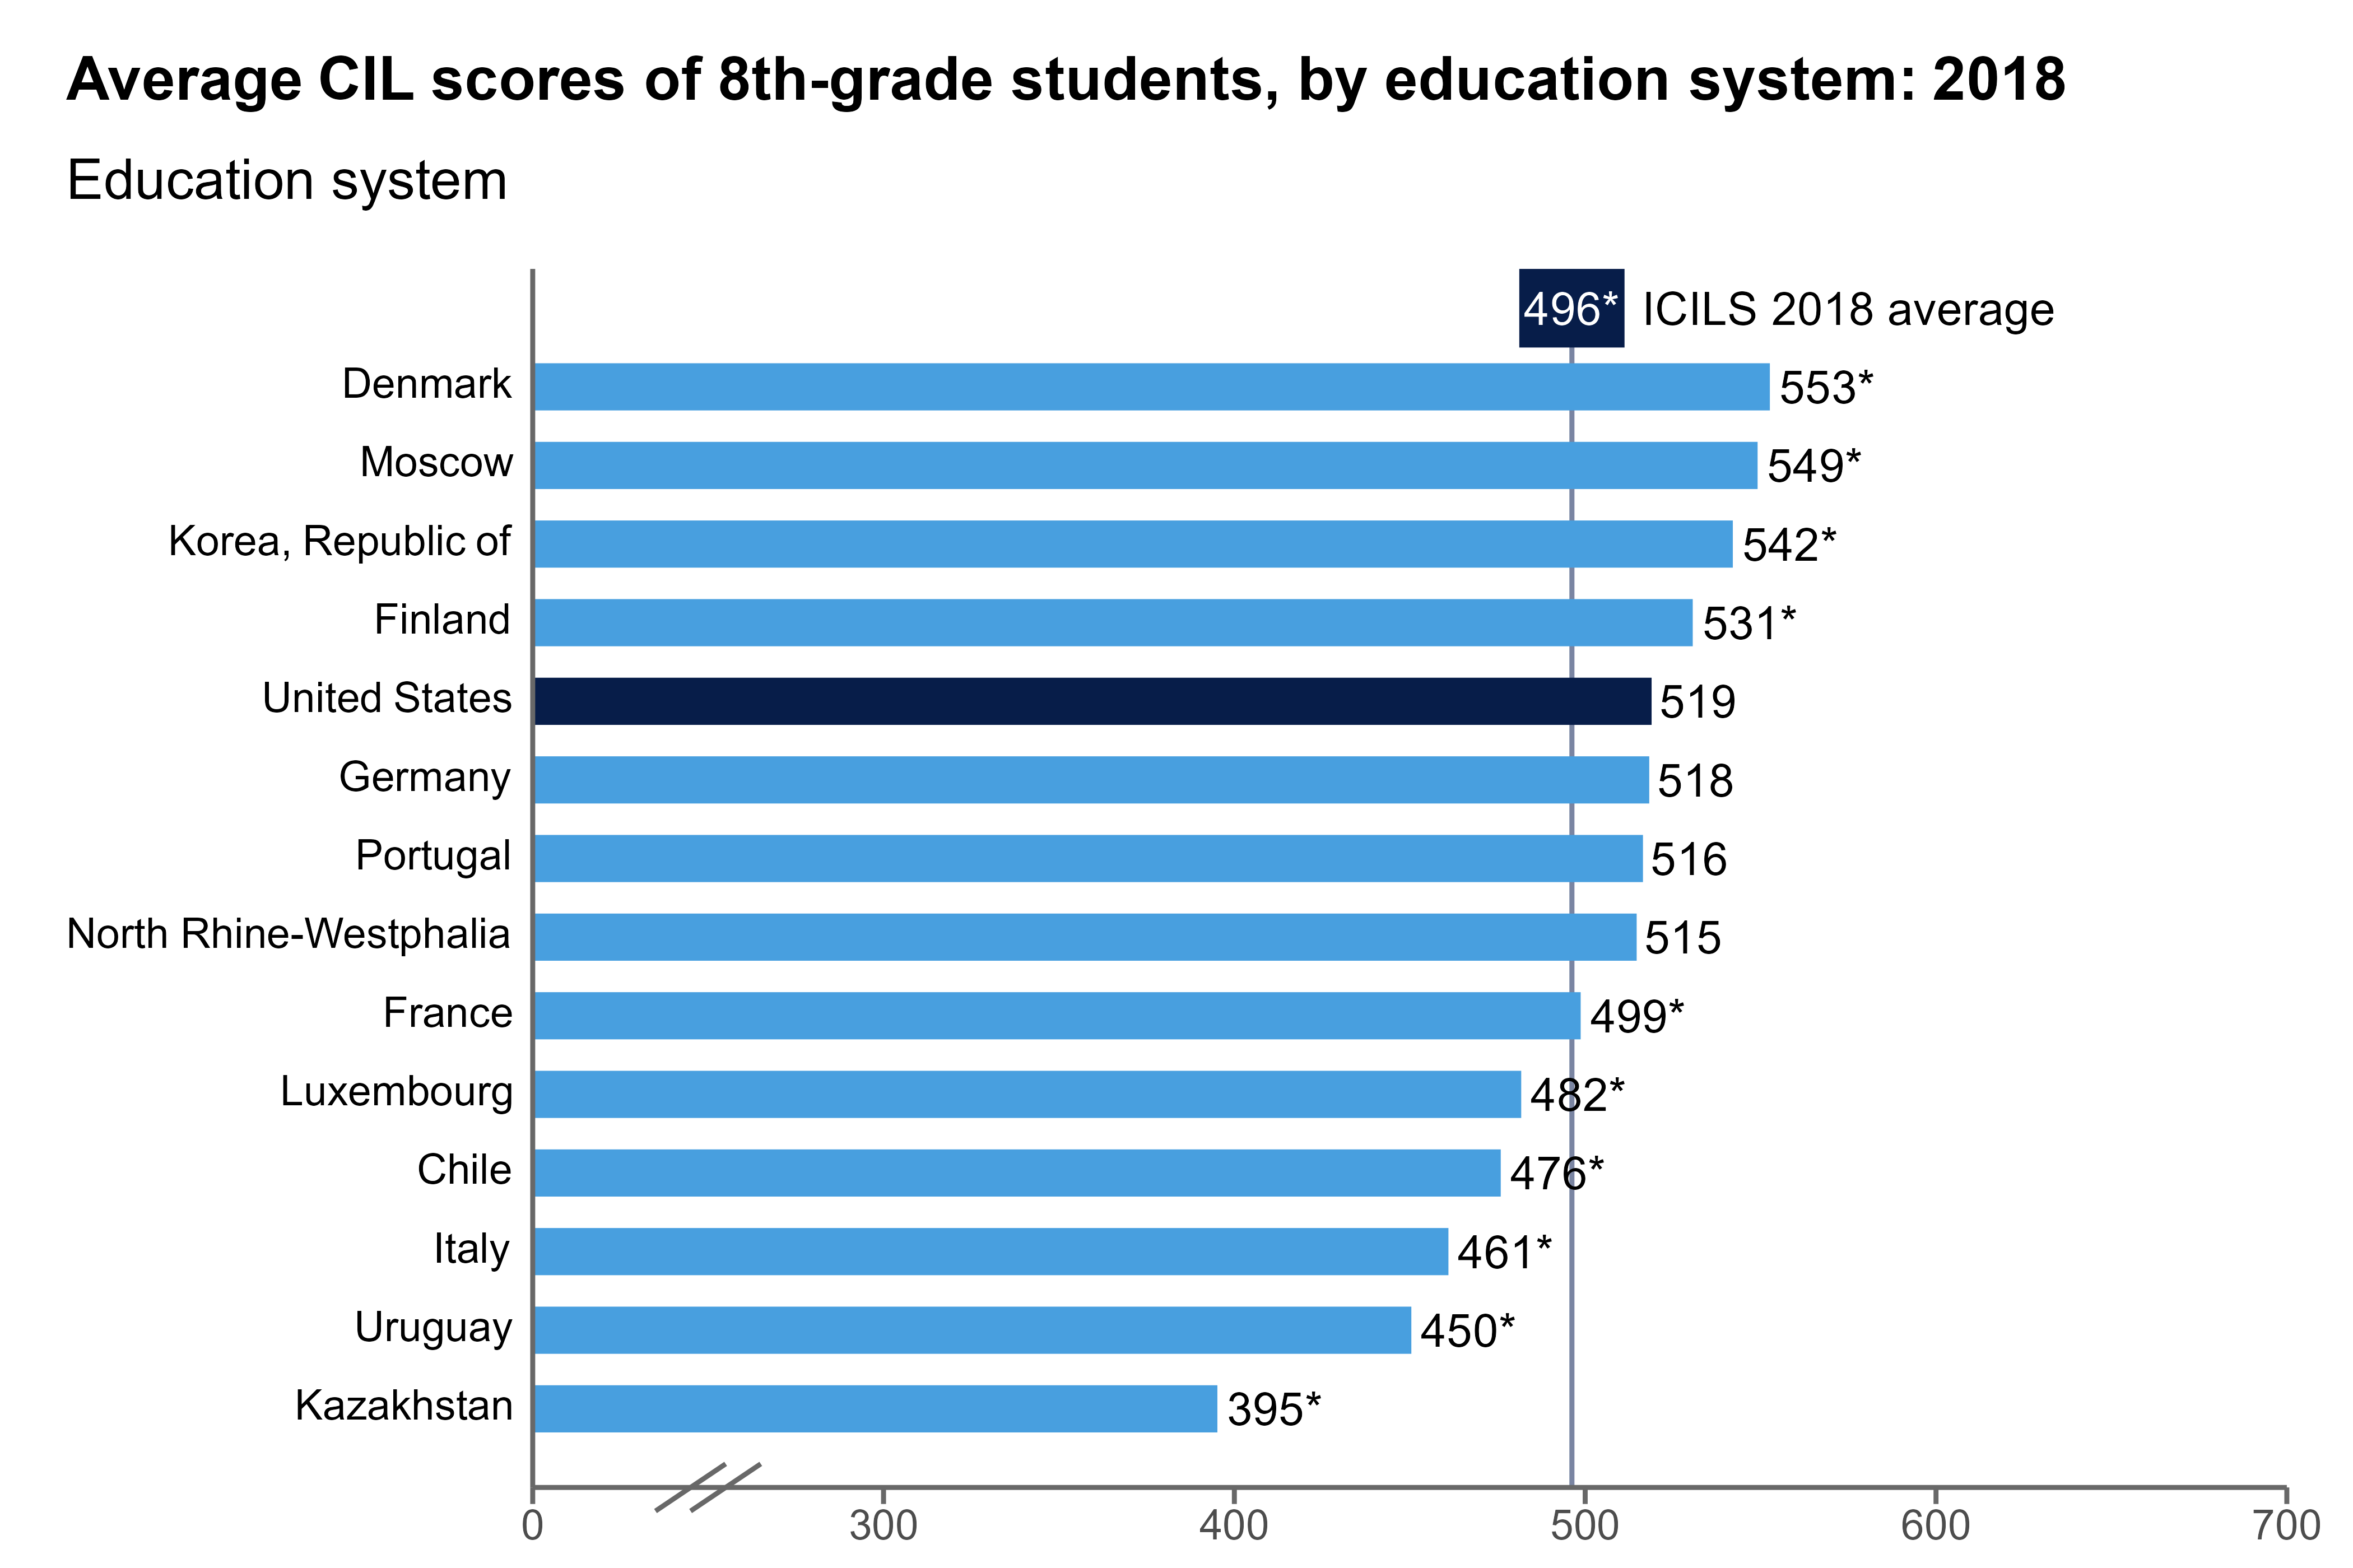 Average CIL scores of 8th-grade students, by education system: 2018
Education system
496* ICILS 2018 average
Denmark 553*
Moscow 549*
Korea, Republic of 542*
Finland 531*
United States 519
Germany 518
Portugal 516
North Rhine-Westphalia 515
France 499*
Luxembourg 482*
Chile 476*
Italy 461*
Uruguay 450*
Kazakhstan 395*
0 300 400 500 600 700